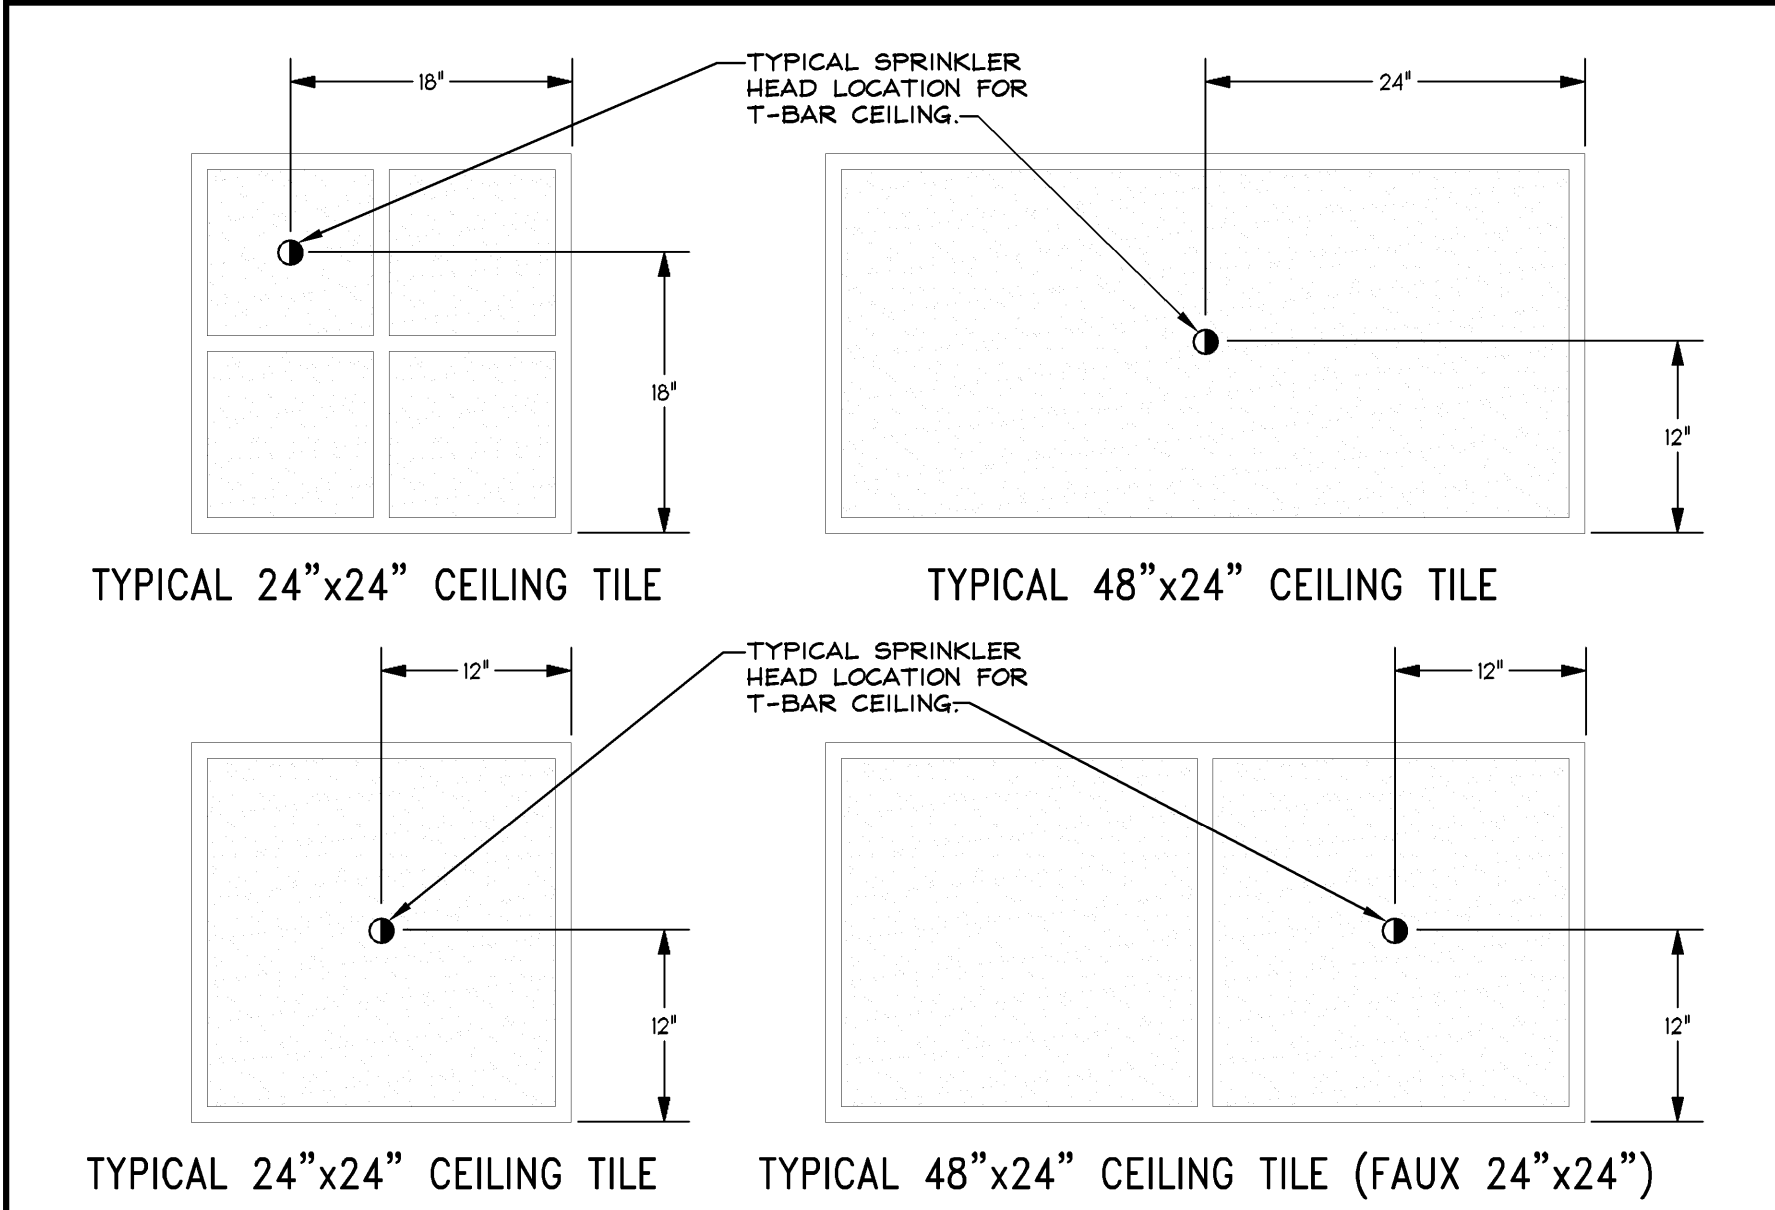 18"
TYPICAL SPRINKLER
HEAD LOCATION FOR
T-BAR CEILING.
24"
18"
12"
TYPICAL 24”x24” CEILING TILE
TYPICAL 48”x24” CEILING TILE
12"
TYPICAL SPRINKLER
HEAD LOCATION FOR
T-BAR CEILING.
12"
12"
12"
TYPICAL 24”x24” CEILING TILE
TYPICAL 48”x24” CEILING TILE (FAUX 24”x24”)